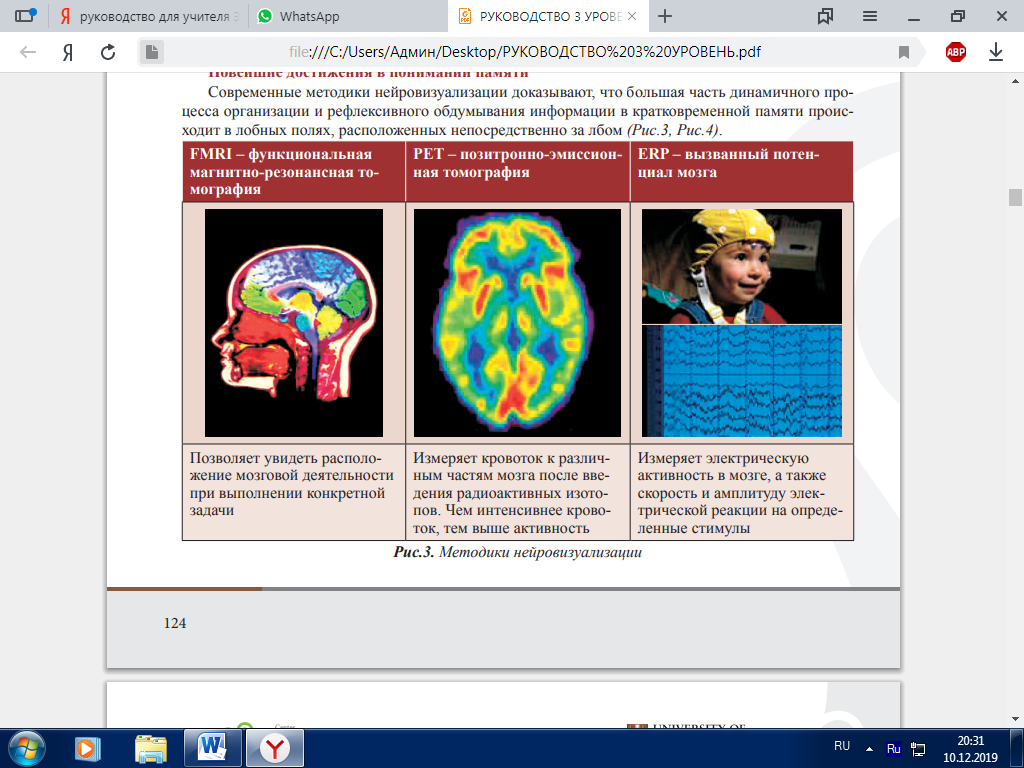 руководство для учителя
WhatsApp
РУКОВОДСТВО 3 УРОВЕ
file:///C:/Users/Админ/Desktop/РУКОВОДСТВО%203%20УРОВЕНЬ.pdf
ABP
Новейшие достижения в понимании памяти
Современные методики нейровизуализации доказывают, что большая часть динамичного про-
цесса организации и рефлексивного обдумывания информации в кратковременной памяти проис-
ходит в лобных полях, расположенных непосредственно за лбом (Рис.3, Рис.4).
FMRI – функциональная
магнитно-резонансная то-
мография
PET – позитронно-эмиссион-
ная томография
ERP – вызванный потен-
циал мозга
Позволяет увидеть располо-
жение мозговой деятельности
при выполнении конкретной
задачи
Измеряет кровоток к различ-
ным частям мозга после вве-
дения радиоактивных изото-
пов. Чем интенсивнее крово-
ток, тем выше активность
Измеряет электрическую
активность в мозге, а также
скорость и амплитуду элек-
трической реакции на опреде-
ленные стимулы
Рис.3. Методики нейровизуализации
124
UNIVERSITY OF
RU
Ru
20:31
10.12.2019